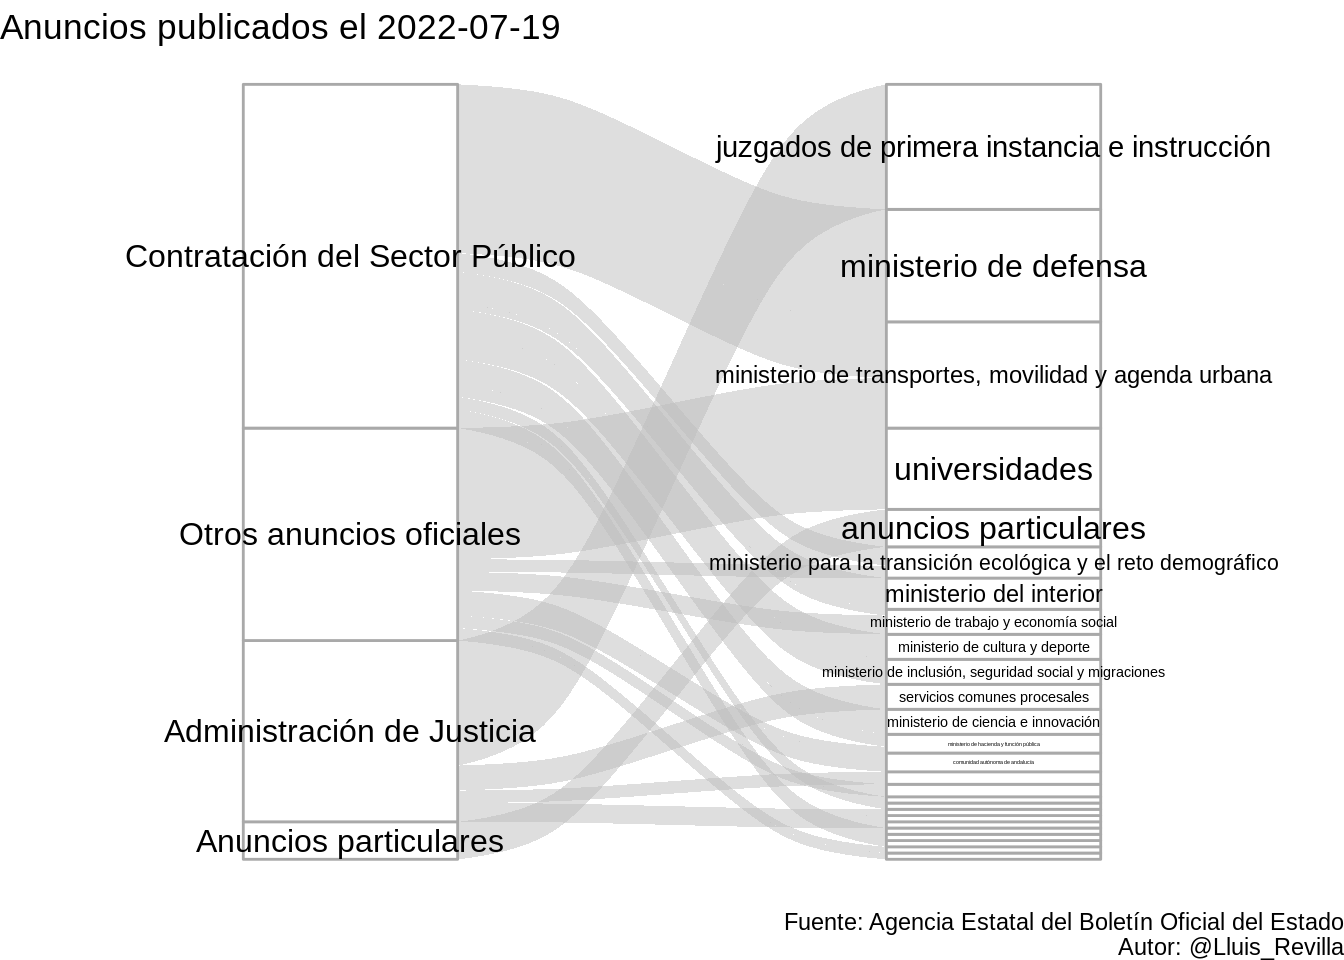 Anuncios publicados el 2022-07-19
Contratación del Sector Público
Otros anuncios oficiales
Administración de Justicia
Anuncios particulares
juzgados de primera instancia e instrucción
ministerio de defensa
ministerio de transportes, movilidad y agenda urbana
universidades
anuncios particulares
ministerio para la transición ecológica y el reto demográfico
ministerio del interior
ministerio de trabajo y economía social
ministerio de cultura y deporte
ministerio de inclusión, seguridad social y migraciones
servicios comunes procesales
ministerio de ciencia e innovación
ministerio de hacienda y función pública
comunidad autónoma de andalucía
Fuente: Agencia Estatal del Boletín Oficial del Estado
Autor: @Lluis_Revilla